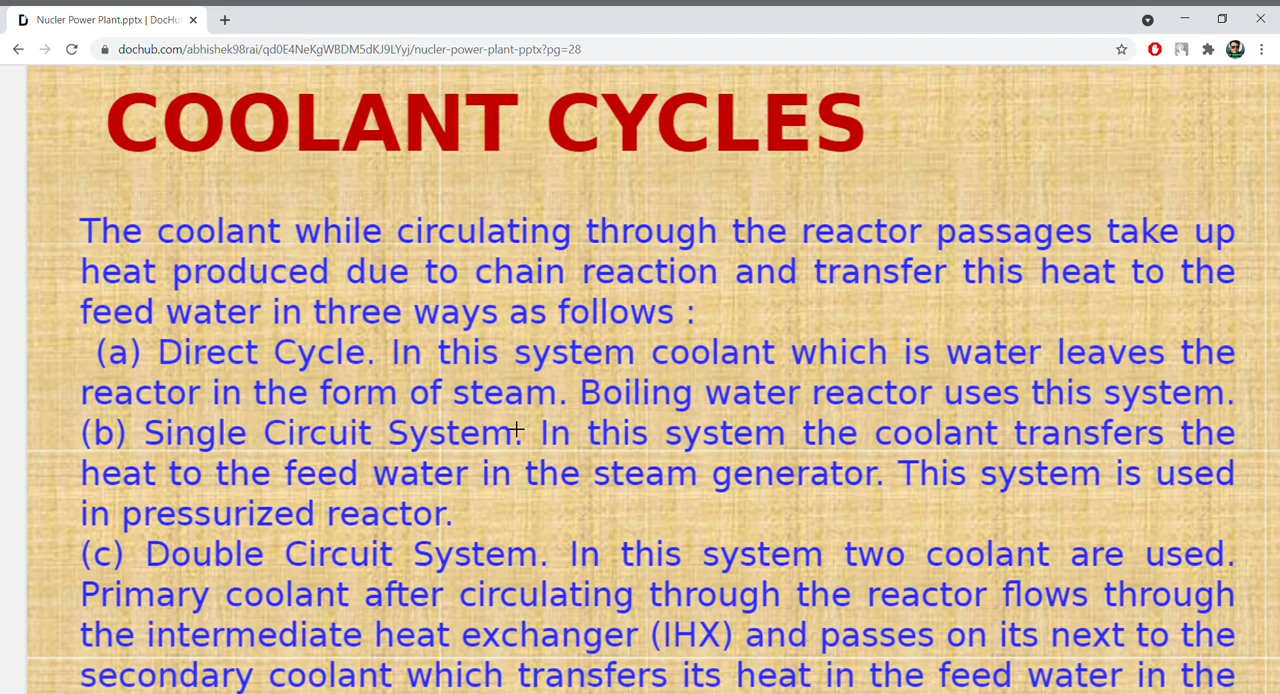 Nucler Power Plant.pptx | DocHu
dochub.com/abhishek98rai/qd0E4NeKgWBDM5dKJ9LYyj/nucler-power-plant-pptx?pg=28
COOLANT CYCLES
The coolant while circulating through the reactor passages take up
heat produced due to chain reaction and transfer this heat to the
feed water in three ways as follows :
(a) Direct Cycle. In this system coolant which is water leaves the
reactor in the form of steam. Boiling water reactor uses this system.
(b) Single Circuit System. In this system the coolant transfers the
heat to the feed water in the steam generator. This system is used
in pressurized reactor.
(c) Double Circuit System. In this system two coolant are used.
Primary coolant after circulating through the reactor flows through
the intermediate heat exchanger (IHX) and passes on its next to the
secondary coolant which transfers its heat in the feed water in the